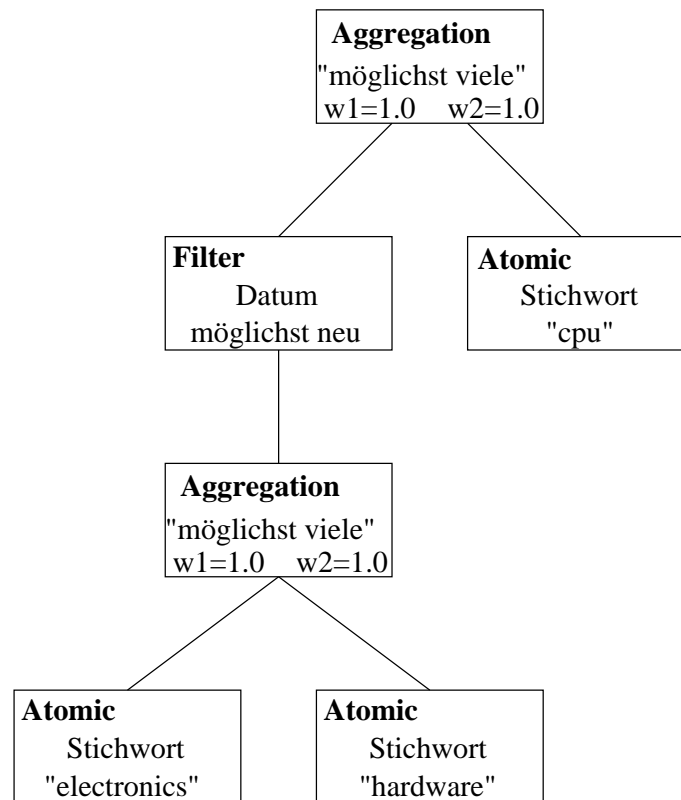 Aggregation
"möglichst viele"
w1=1.0 w2=1.0
Filter
Datum
möglichst neu
Atomic
Stichwort
"cpu"
Aggregation
"möglichst viele"
w1=1.0 w2=1.0
Atomic
Stichwort
"electronics"
Atomic
Stichwort
"hardware"